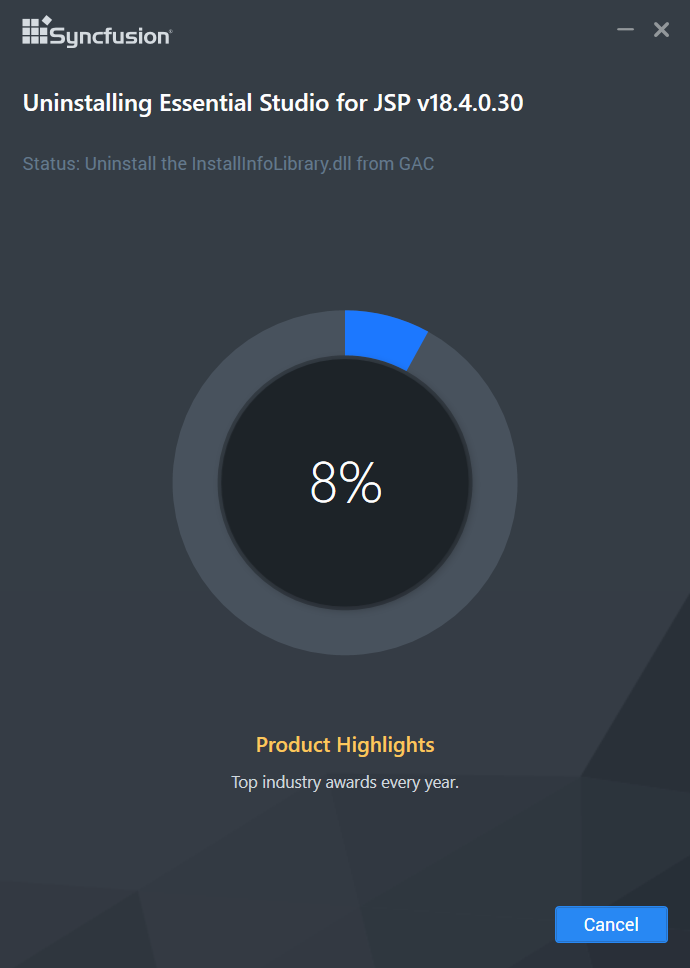 Syncfusion®
Uninstalling Essential Studio for JSP v18.4.0.30
Status: Uninstall the InstallInfoLibrary.dll from GAC
8%
Product Highlights
Top industry awards every year.
Cancel